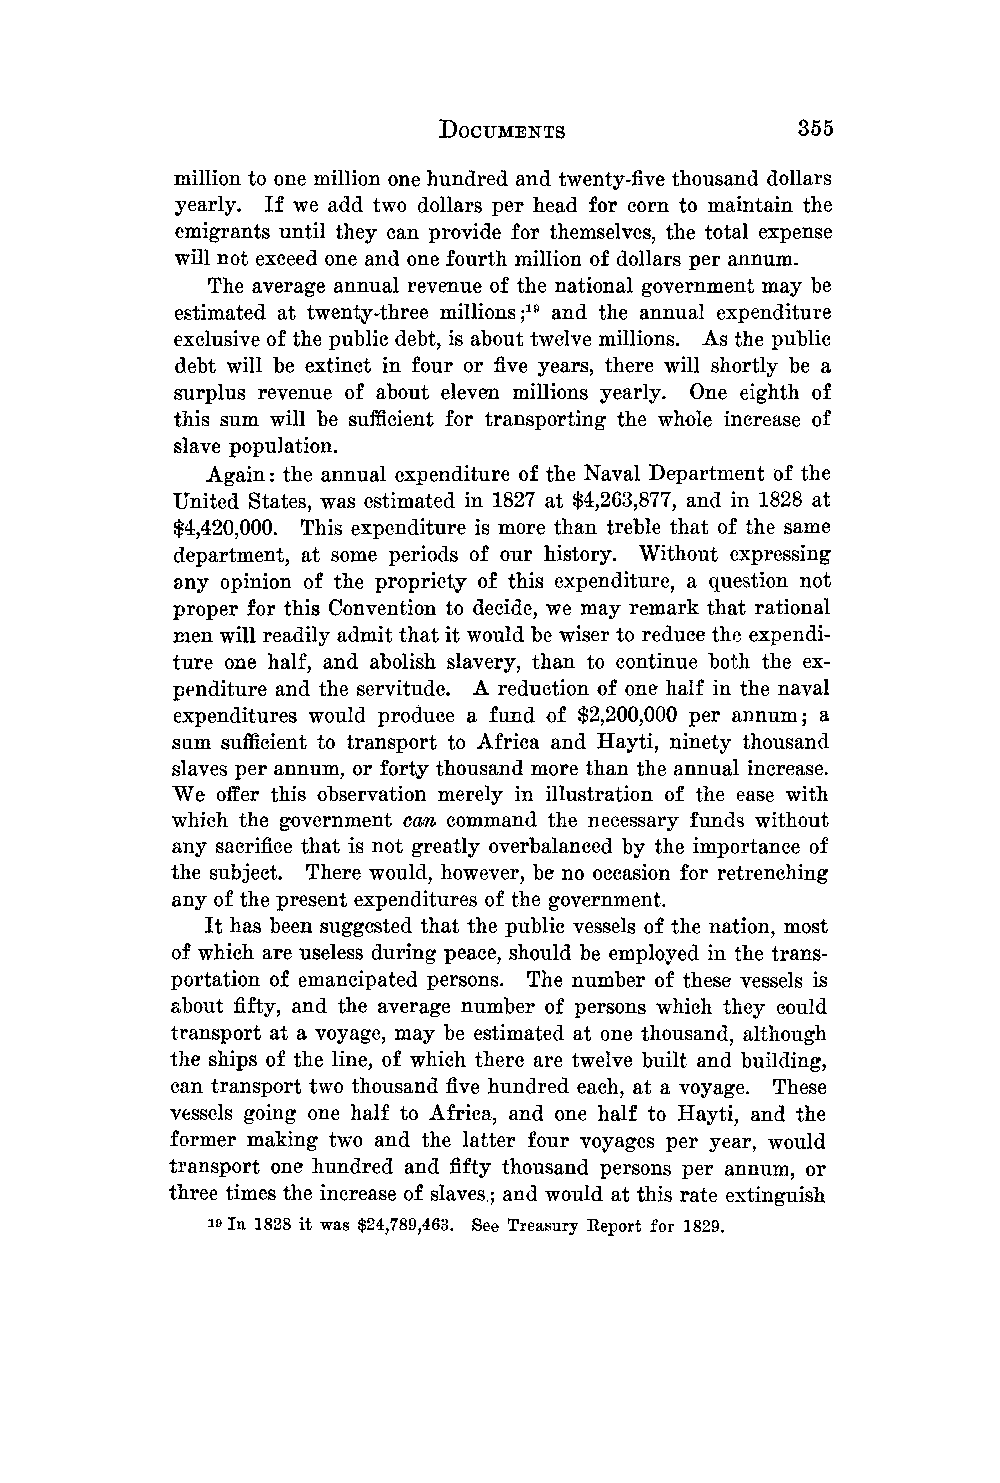 DOCUMENTS 355
million to one million one hundred and twenty-five thousand dollars
yearly. If we add two dollars per head for corn to maintain the
emigrants until they can provide for themselves, the total expense
will not exceed one and one fourth million of dollars per annum.
The average annual revenue of the national government may be
estimated at twenty-three millions;¹⁹ and the annual expenditure
exclusive of the public debt, is about twelve millions. As the public
debt will be extinct in four or five years, there will shortly be a
surplus revenue of about eleven millions yearly. One eighth of
this sum will be sufficient for transporting the whole increase of
slave population.
Again: the annual expenditure of the Naval Department of the
United States, was estimated in 1827 at $4,263,877, and in 1828 at
$4,420,000. This expenditure is more than treble that of the same
department, at some periods of our history. Without expressing
any opinion of the propriety of this expenditure, a question not
proper for this Convention to decide, we may remark that rational
men will readily admit that it would be wiser to reduce the expendi-
ture one half, and abolish slavery, than to continue both the ex-
penditure and the servitude. A reduction of one half in the naval
expenditures would produce a fund of $2,200,000 per annum; a
sum sufficient to transport to Africa and Hayti, ninety thousand
slaves per annum, or forty thousand more than the annual increase.
We offer this observation merely in illustration of the ease with
which the government can command the necessary funds without
any sacrifice that is not greatly overbalanced by the importance of
the subject. There would, however, be no occasion for retrenching
any of the present expenditures of the government.
It has been suggested that the public vessels of the nation, most
of which are useless during peace, should be employed in the trans-
portation of emancipated persons. The number of these vessels is
about fifty, and the average number of persons which they could
transport at a voyage, may be estimated at one thousand, although
the ships of the line, of which there are twelve built and building,
can transport two thousand five hundred each, at a voyage. These
vessels going one half to Africa, and one half to Hayti, and the
former making two and the latter four voyages per year, would
transport one hundred and fifty thousand persons per annum, or
three times the increase of slaves; and would at this rate extinguish
¹⁹ In 1828 it was $24,789,463. See Treasury Report for 1829.